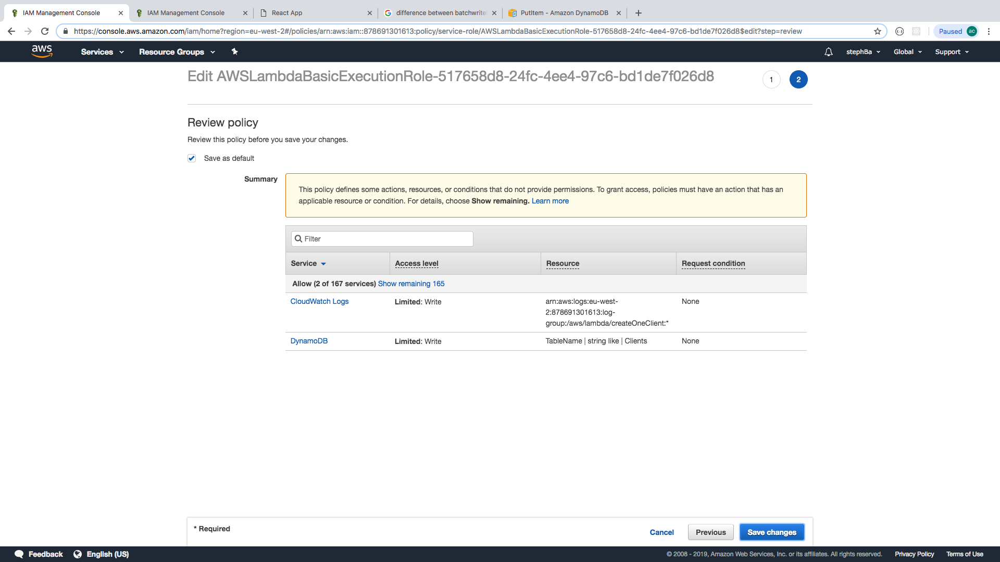 IAM Management Console
IAM Management Console
React App
difference between batchwrite
PutItem - Amazon DynamoDB
https://console.aws.amazon.com/iam/home?region=eu-west-2#/policies/arn:aws:iam::878691301613:policy/service-role/AWSLambdaBasicExecutionRole-517658d8-24fc-4ee4-97c6-bd1de7f026d8$edit?step=review
Paused ac
aws
Services
Resource Groups
stephBa
Global
Support
Edit AWSLambdaBasicExecutionRole-517658d8-24fc-4ee4-97c6-bd1de7f026d8
1
2
Review policy
Review this policy before you save your changes.
Save as default
Summary
This policy defines some actions, resources, or conditions that do not provide permissions. To grant access, policies must have an action that has an
applicable resource or condition. For details, choose Show remaining. Learn more
Filter
Service Access level Resource Request condition
Allow (2 of 167 services) Show remaining 165
CloudWatch Logs Limited: Write arn:aws:logs:eu-west- None
2:878691301613:log-
group:/aws/lambda/createOneClient:*
DynamoDB Limited: Write TableName | string like | Clients None
* Required
Cancel
Previous
Save changes
Feedback
English (US)
© 2008 - 2019, Amazon Web Services, Inc. or its affiliates. All rights reserved.
Privacy Policy
Terms of Use